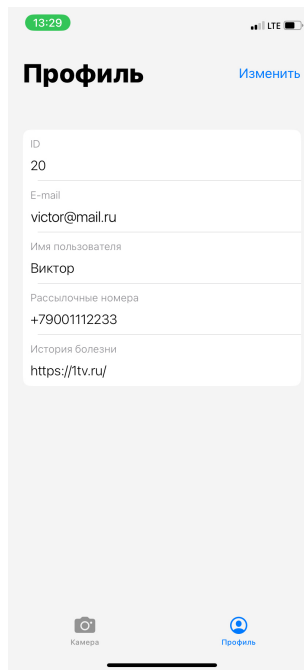 13:29
LTE
Профиль
Изменить
ID
20
E-mail
victor@mail.ru
Имя пользователя
Виктор
Рассылочные номера
+79001112233
История болезни
https://1tv.ru/
Камера
Профиль